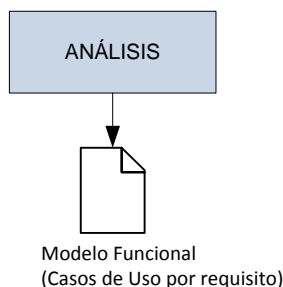 ANÁLISIS
Modelo Funcional
(Casos de Uso por requisito)